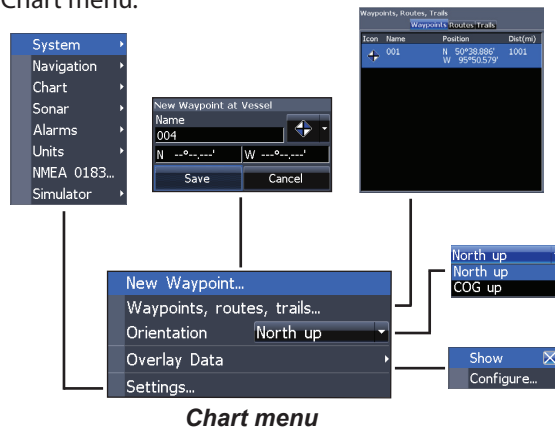 Chart menu.
System
Navigation
Chart
Sonar
Alarms
Units
NMEA 0183...
Simulator
New Waypoint at Vessel
Name
004
N --°--.---' W ---°--.---'
Save Cancel
Waypoints, Routes, Trails
Waypoints Routes Trails
Icon Name Position Dist(mi)
001 N 50°38.886' 1001
W 95°50.579'
New Waypoint...
Waypoints, routes, trails...
Orientation North up
Overlay Data
Settings...
North up
North up
COG up
Show
Configure...
Chart menu